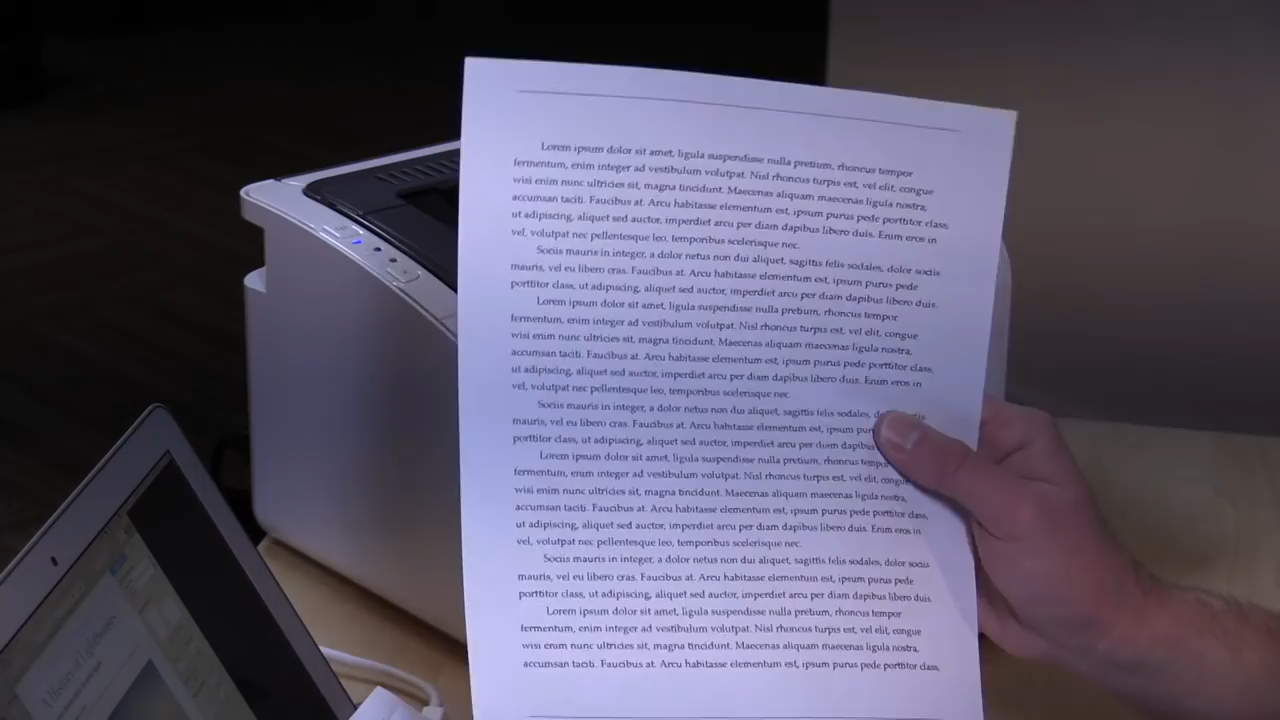 Lorem ipsum dolor sit amet, ligula suspendisse nulla pretium, rhoncus tempor
fermentum, enim integer ad vestibulum volutpat. Nisl rhoncus turpis est, vel elit, congue
wisi enim nunc ultricies sit, magna tincidunt. Maecenas aliquam maecenas ligula nostra,
accumsan taciti. Faucibus at. Arcu habitasse elementum est, ipsum purus pede porttitor class,
ut adipiscing, aliquet sed auctor, imperdiet arcu per diam dapibus libero duis. Enim eros in
vel, volutpat nec pellentesque leo, temporibus scelerisque nec.
Sociis mauris in integer, a dolor netus non dui aliquet, sagittis felis sodales, dolor sociis
mauris, vel eu libero cras. Faucibus at. Arcu habitasse elementum est, ipsum purus pede
porttitor class, ut adipiscing, aliquet sed auctor, imperdiet arcu per diam dapibus libero duis.
Lorem ipsum dolor sit amet, ligula suspendisse nulla pretium, rhoncus tempor
fermentum, enim integer ad vestibulum volutpat. Nisl rhoncus turpis est, vel elit, congue
wisi enim nunc ultricies sit, magna tincidunt. Maecenas aliquam maecenas ligula nostra,
accumsan taciti. Faucibus at. Arcu habitasse elementum est, ipsum purus pede porttitor class,
ut adipiscing, aliquet sed auctor, imperdiet arcu per diam dapibus libero duis. Enim eros in
vel, volutpat nec pellentesque leo, temporibus scelerisque nec.
Sociis mauris in integer, a dolor netus non dui aliquet, sagittis felis sodales,
mauris, vel eu libero cras. Faucibus at. Arcu habitasse elementum est, ipsum
porttitor class, ut adipiscing, aliquet sed auctor, imperdiet arcu per diam dapibus
Lorem ipsum dolor sit amet, ligula suspendisse nulla pretium, rhoncus tempor
fermentum, enim integer ad vestibulum volutpat. Nisl rhoncus turpis est, vel elit, congue
wisi enim nunc ultricies sit, magna tincidunt. Maecenas aliquam maecenas ligula nostra,
accumsan taciti. Faucibus at. Arcu habitasse elementum est, ipsum purus pede porttitor class,
ut adipiscing, aliquet sed auctor, imperdiet arcu per diam dapibus libero duis. Enim eros in
vel, volutpat nec pellentesque leo, temporibus scelerisque nec.
Sociis mauris in integer, a dolor netus non dui aliquet, sagittis felis sodales, dolor sociis
mauris, vel eu libero cras. Faucibus at. Arcu habitasse elementum est, ipsum purus pede
porttitor class, ut adipiscing, aliquet sed auctor, imperdiet arcu per diam dapibus libero duis.
Lorem ipsum dolor sit amet, ligula suspendisse nulla pretium, rhoncus tempor
fermentum, enim integer ad vestibulum volutpat. Nisl rhoncus turpis est, vel elit, congue
wisi enim nunc ultricies sit, magna tincidunt. Maecenas aliquam maecenas ligula nostra,
accumsan taciti. Faucibus at. Arcu habitasse elementum est, ipsum purus pede porttitor class,